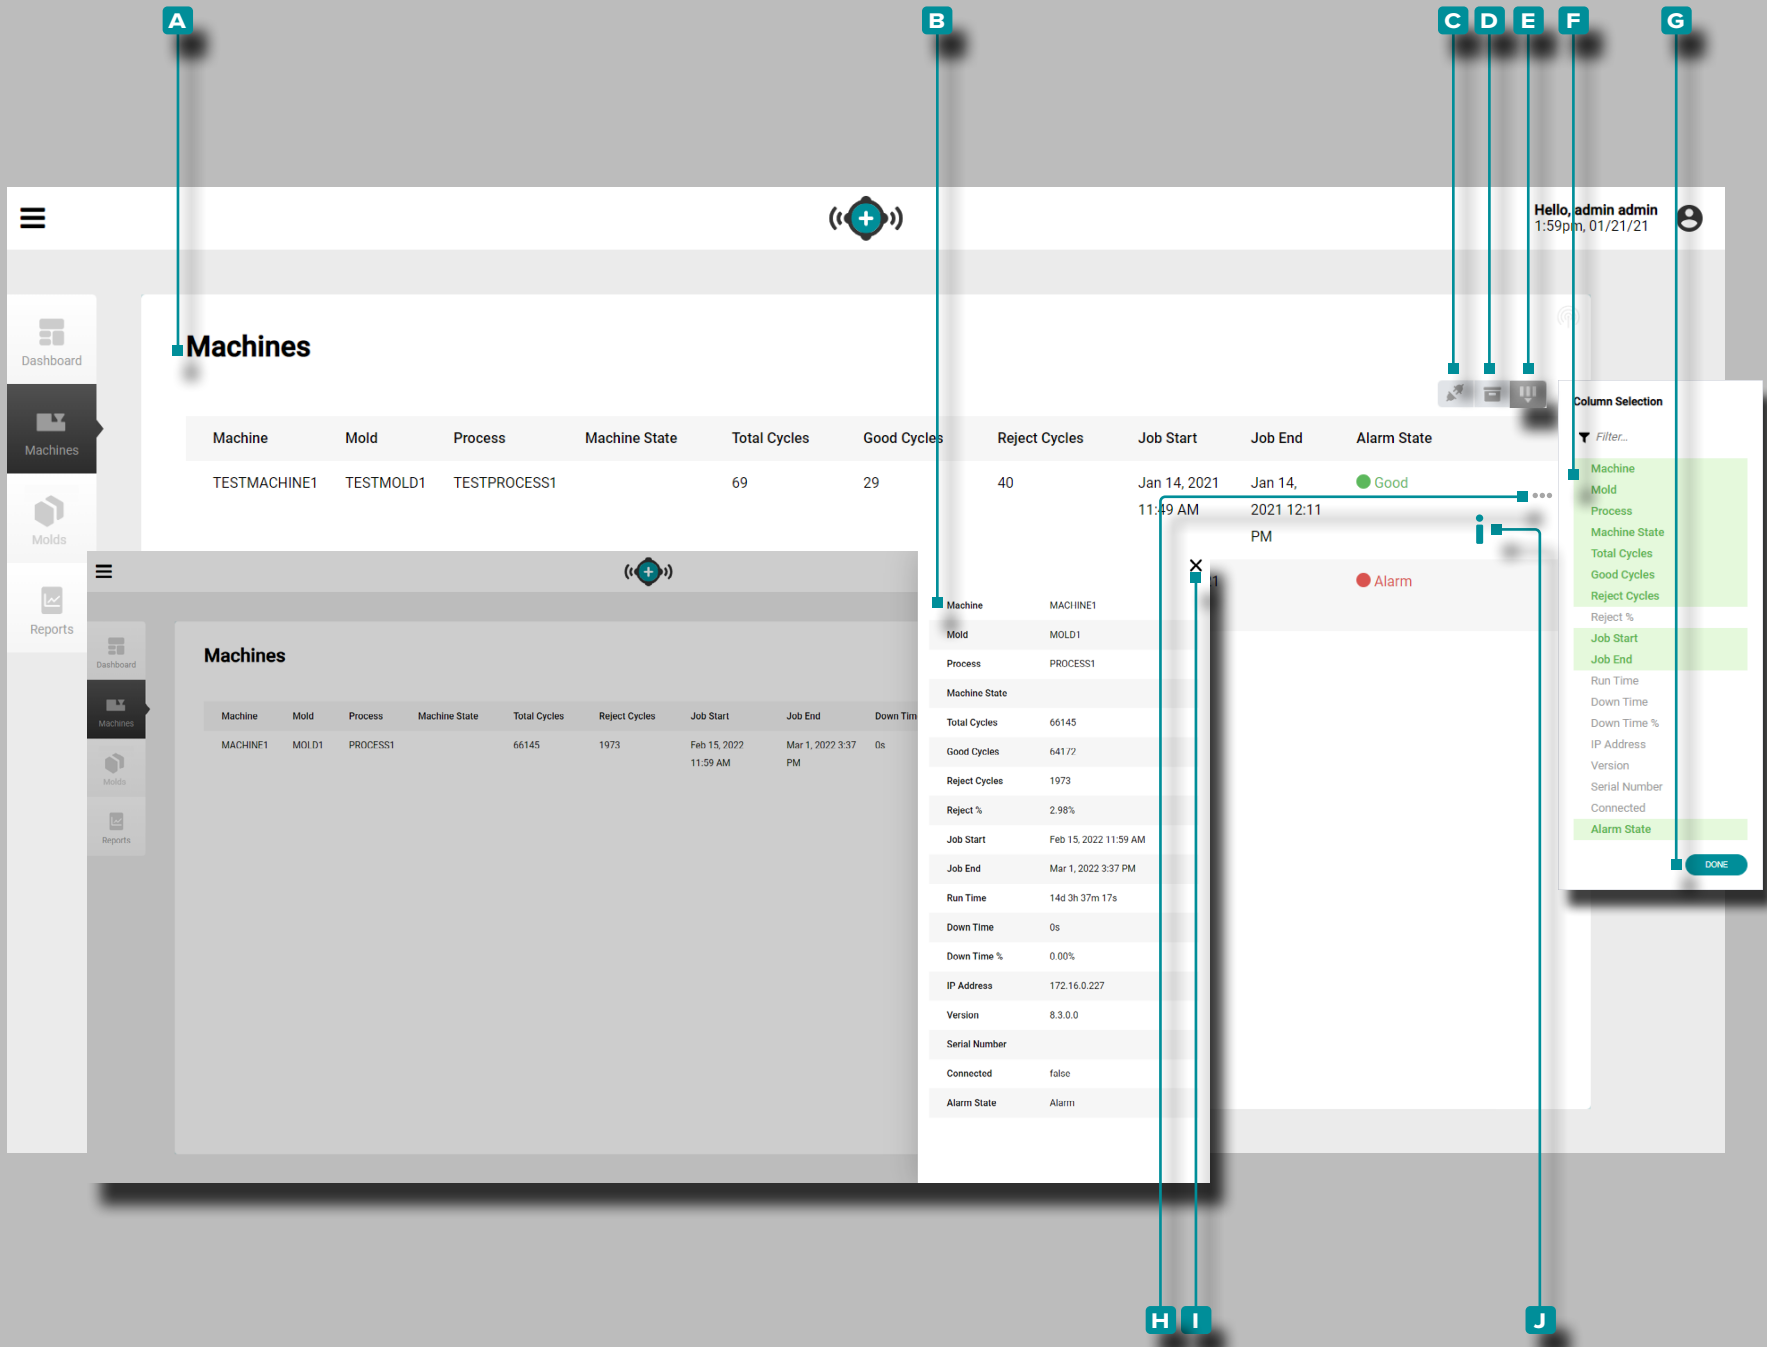 A B C D E F G
Hello, admin admin
1:59pm, 01/21/21
Dashboard
Machines
Molds
Reports
Machines
Machine Mold Process Machine State Total Cycles Good Cycles Reject Cycles Job Start Job End Alarm State
TESTMACHINE1 TESTMOLD1 TESTPROCESS1 69 29 40 Jan 14, 2021 Jan 14, Good
11:49 AM 2021 12:11
PM
i
1 Alarm
Column Selection
Filter...
Machine
Mold
Process
Machine State
Total Cycles
Good Cycles
Reject Cycles
Reject %
Job Start
Job End
Run Time
Down Time
Down Time %
IP Address
Version
Serial Number
Connected
Alarm State
DONE
Dashboard
Machines
Molds
Reports
Machines
Machine Mold Process Machine State Total Cycles Reject Cycles Job Start Job End Down Tim
MACHINE1 MOLD1 PROCESS1 66145 1973 Feb 15, 2022 Mar 1, 2022 3:37 0s
11:59 AM PM
Machine MACHINE1
Mold MOLD1
Process PROCESS1
Machine State
Total Cycles 66145
Good Cycles 64172
Reject Cycles 1973
Reject % 2.98%
Job Start Feb 15, 2022 11:59 AM
Job End Mar 1, 2022 3:37 PM
Run Time 14d 3h 37m 17s
Down Time 0s
Down Time % 0.00%
IP Address 172.16.0.227
Version 8.3.0.0
Serial Number
Connected false
Alarm State Alarm
H I J